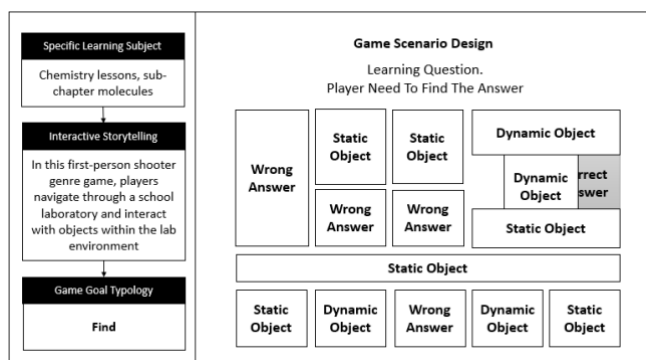 Specific Learning Subject
Chemistry lessons, sub-
chapter molecules
Interactive Storytelling
In this first-person shooter
genre game, players
navigate through a school
laboratory and interact
with objects within the lab
environment
Game Goal Typology
Find
Game Scenario Design
Learning Question.
Player Need To Find The Answer
Wrong
Answer
Static
Object
Static
Object
Wrong
Answer
Wrong
Answer
Dynamic Object
Dynamic
Object
rrect
swer
Static Object
Static Object
Static
Object
Dynamic
Object
Wrong
Answer
Dynamic
Object
Static
Object